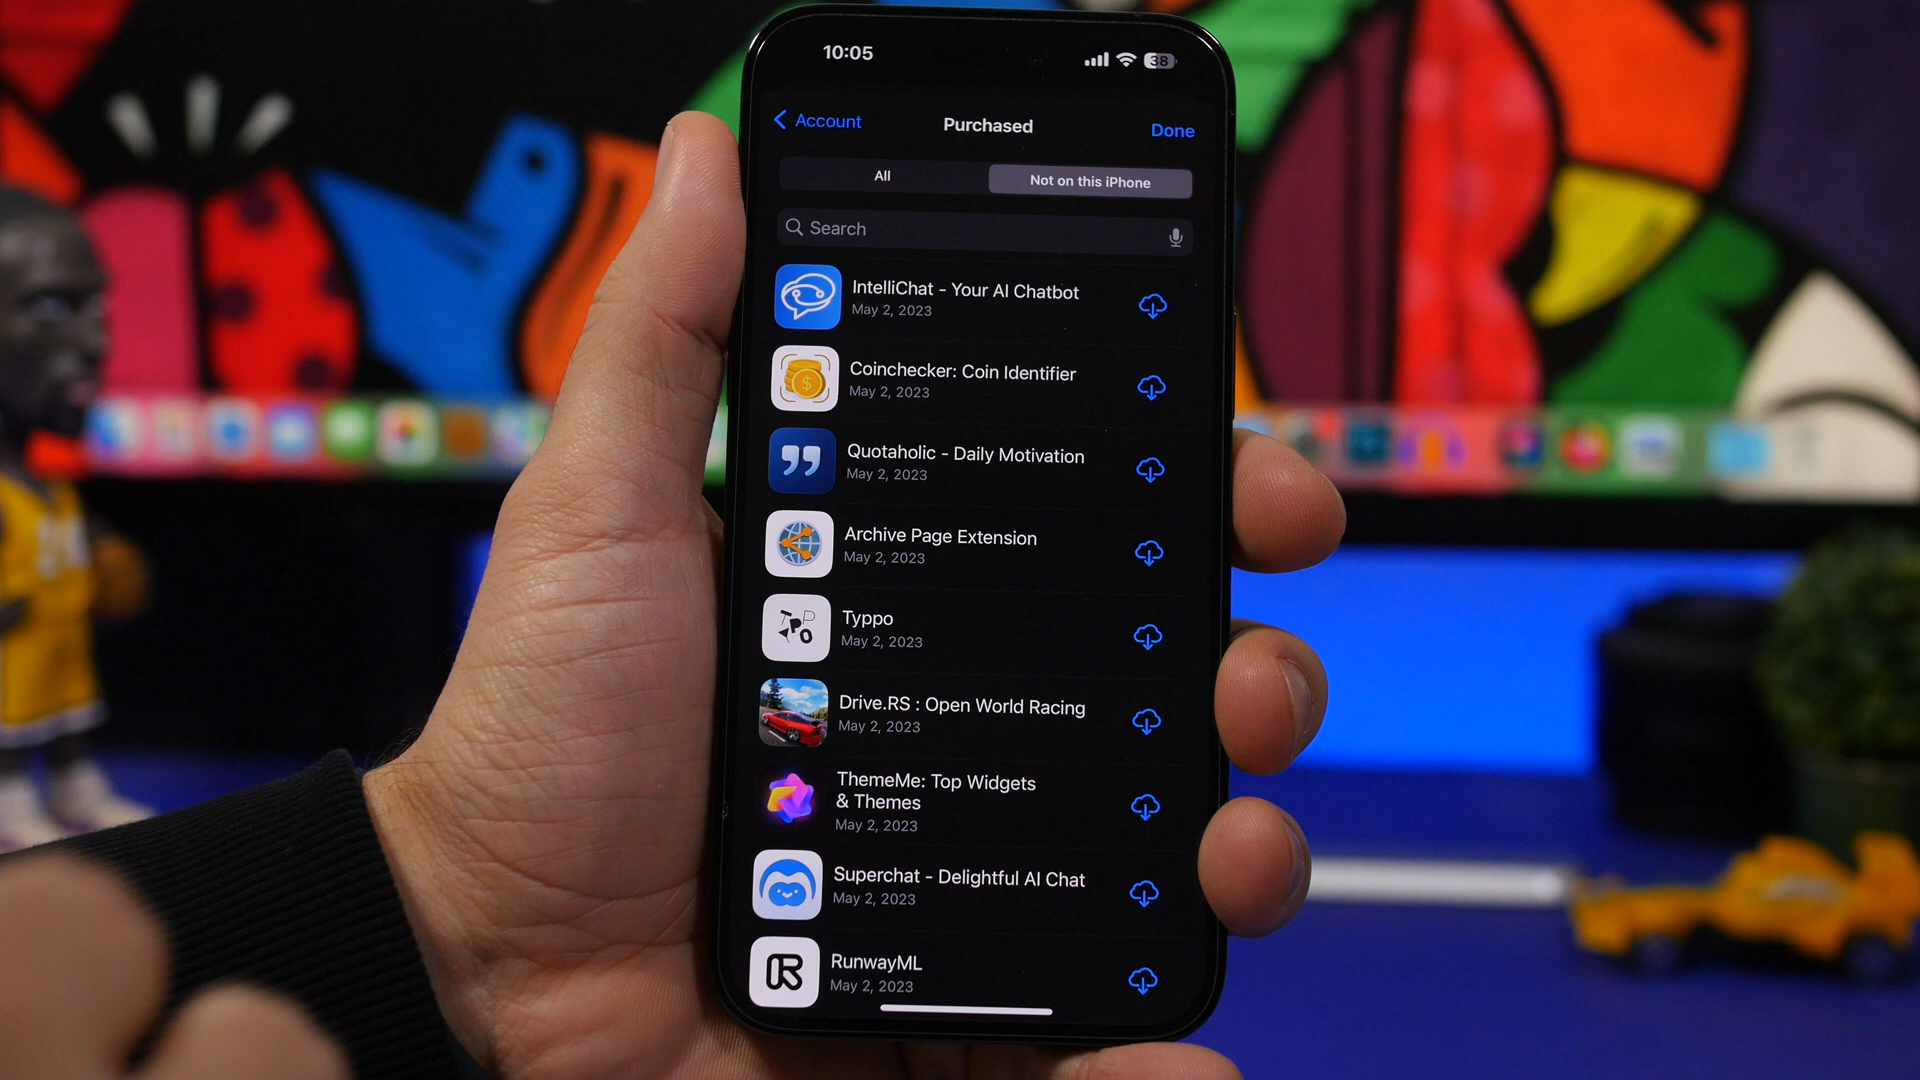 10:05
38
Account
Purchased
Done
All
Not on this iPhone
Search
IntelliChat - Your AI Chatbot
May 2, 2023
Coinchecker: Coin Identifier
May 2, 2023
Quotaholic - Daily Motivation
May 2, 2023
Archive Page Extension
May 2, 2023
TYPPO
Typpo
May 2, 2023
Drive.RS : Open World Racing
May 2, 2023
ThemeMe: Top Widgets
& Themes
May 2, 2023
Superchat - Delightful AI Chat
May 2, 2023
R
RunwayML
May 2, 2023